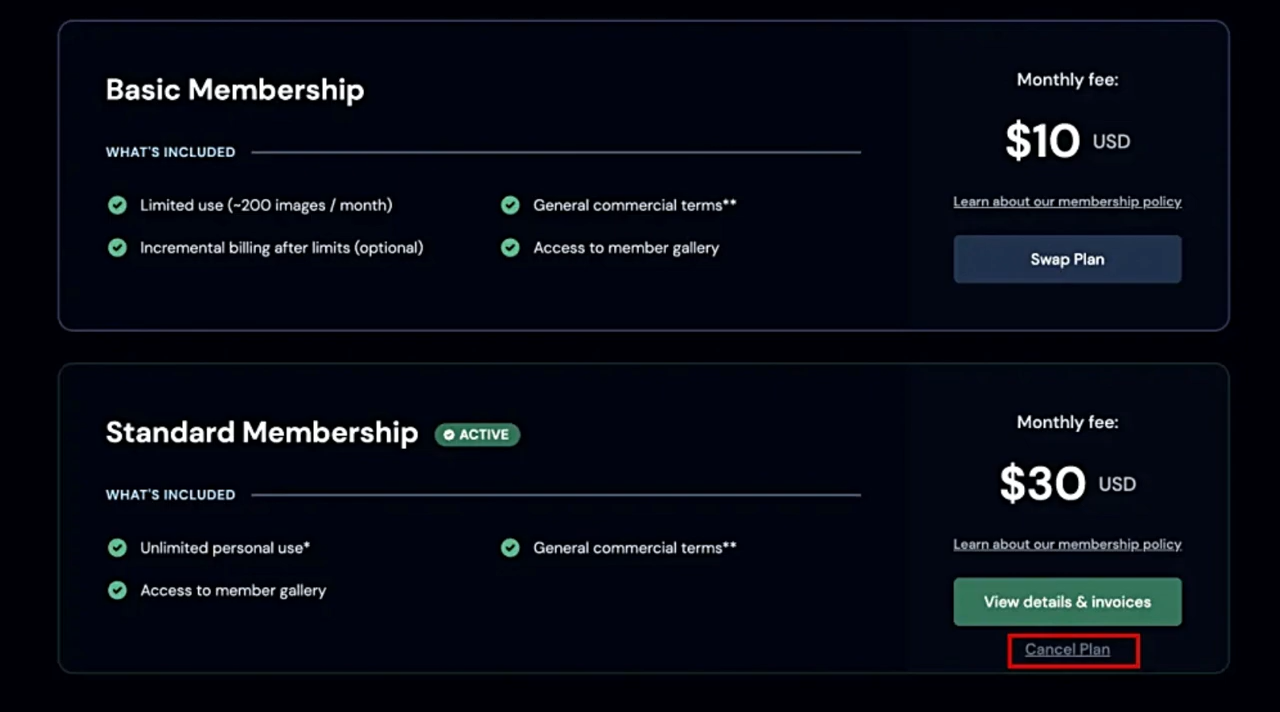 Basic Membership
WHAT'S INCLUDED
Limited use (~200 images / month)
General commercial terms**
Incremental billing after limits (optional)
Access to member gallery
Monthly fee:
$10 USD
Learn about our membership policy
Swap Plan
Standard Membership ACTIVE
WHAT'S INCLUDED
Unlimited personal use*
General commercial terms**
Access to member gallery
Monthly fee:
$30 USD
Learn about our membership policy
View details & invoices
Cancel Plan